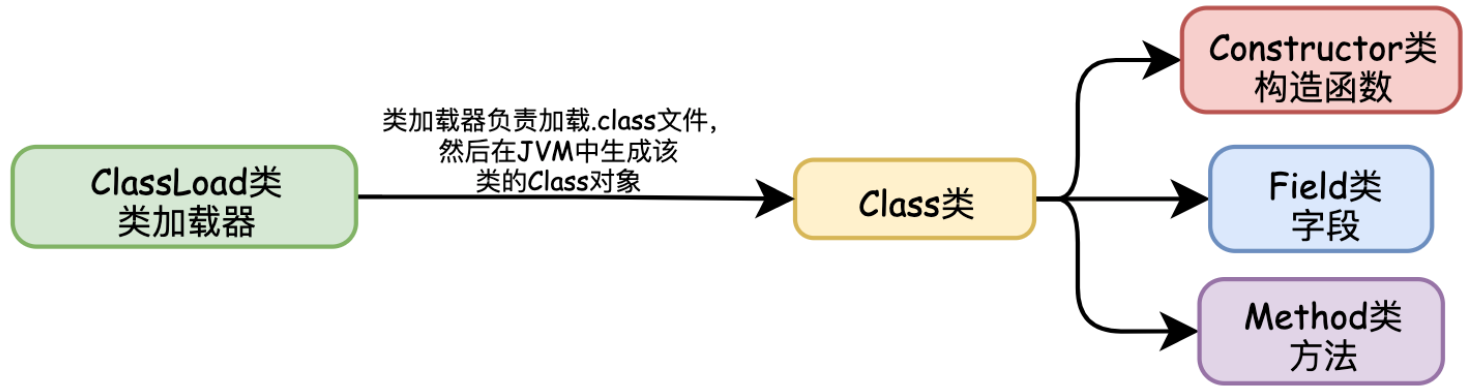 ClassLoad类
类加载器
类加载器负责加载.class文件，
然后在JVM中生成该
类的Class对象
Class类
Constructor类
构造函数
Field类
字段
Method类
方法